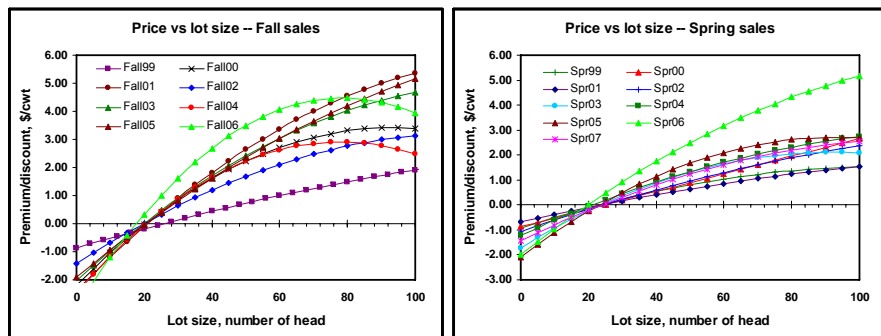 Price vs lot size -- Fall sales
Premium/discount, $/cwt
6.00
5.00
4.00
3.00
2.00
1.00
0.00
-1.00
-2.00
Fall99
Fall00
Fall01
Fall02
Fall03
Fall04
Fall05
Fall06
0
20
40
60
80
100
Lot size, number of head
Price vs lot size -- Spring sales
Premium/discount, $/cwt
6.00
5.00
4.00
3.00
2.00
1.00
0.00
-1.00
-2.00
-3.00
Spr99
Spr00
Spr01
Spr02
Spr03
Spr04
Spr05
Spr06
Spr07
0
20
40
60
80
100
Lot size, number of head